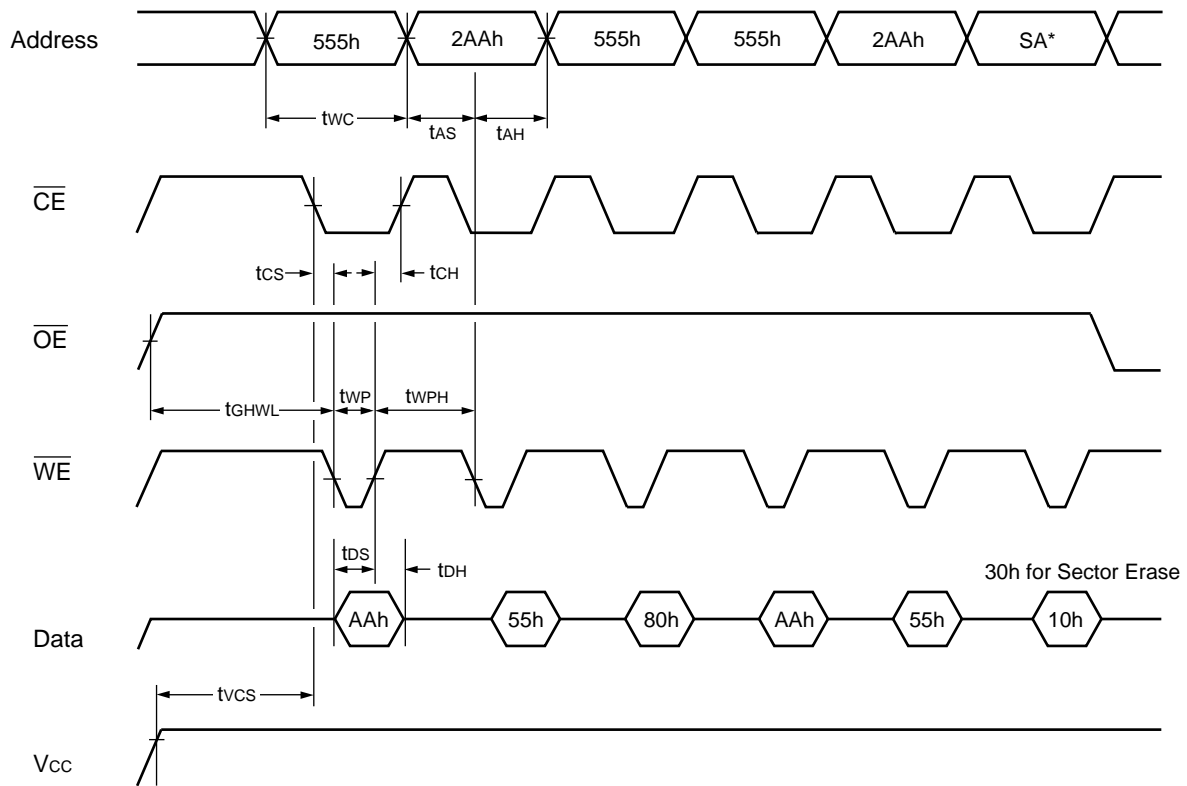 Address
555h 2AAh 555h 555h 2AAh SA*
tWC tAS tAH
CE
tCS tCH
OE
tGHWL tWP tWPH
WE
tDS tDH
30h for Sector Erase
Data
AAh 55h 80h AAh 55h 10h
tVCS
VCC